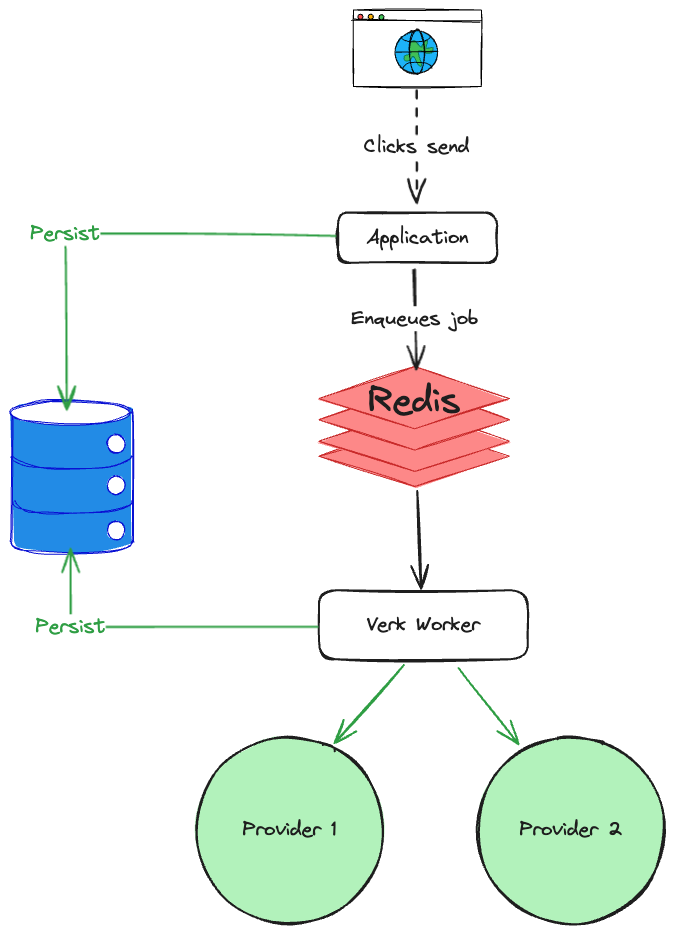 Clicks send
Persist
Application
Enqueues job
Redis
Persist
Verk Worker
Provider 1
Provider 2